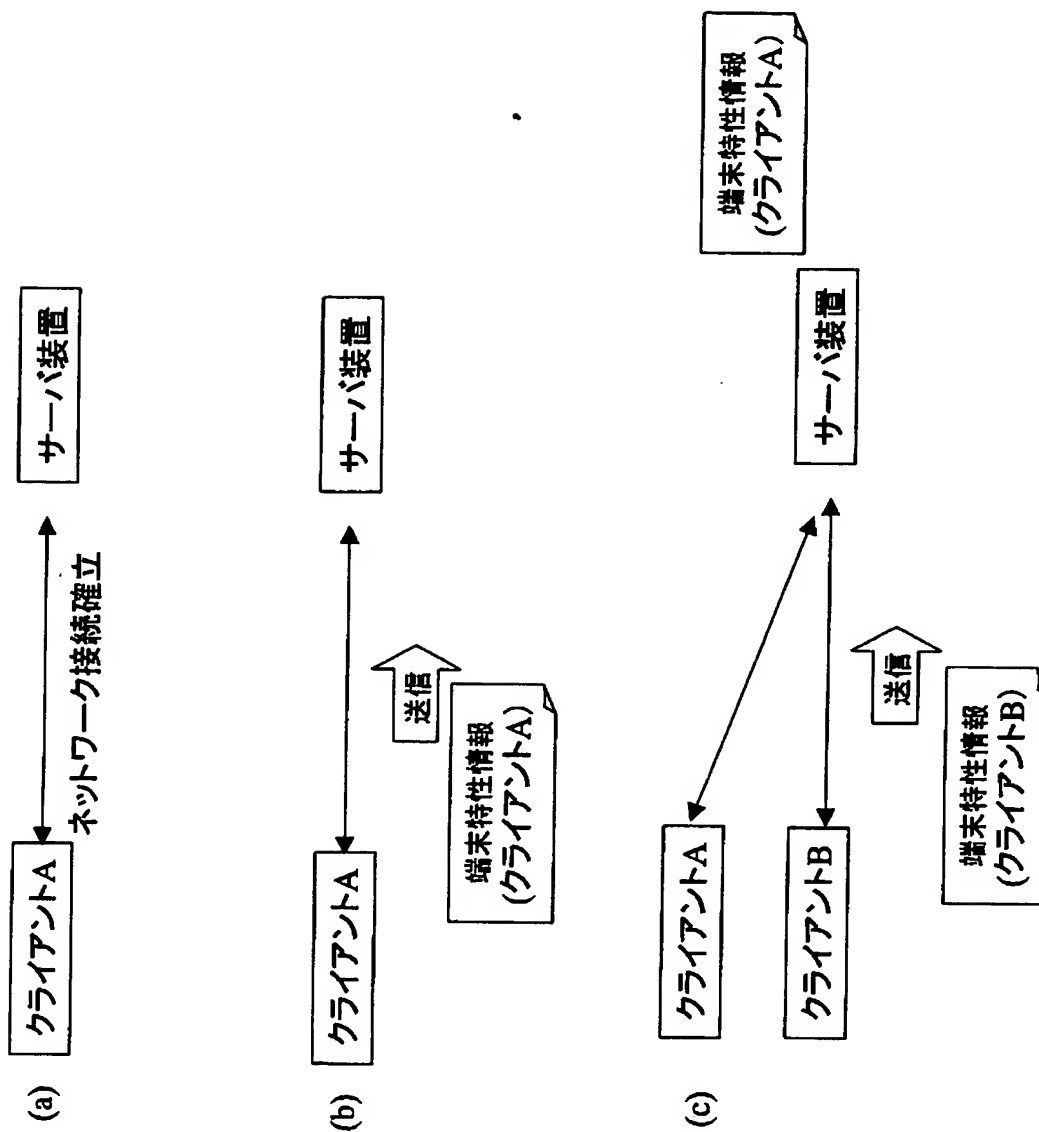 (a)
クライアントA
ネットワーク接続確立
サーバ装置
(b)
クライアントA
送信
端末特性情報
(クライアントA)
サーバ装置
(c)
クライアントA
クライアントB
送信
端末特性情報
(クライアントB)
サーバ装置
端末特性情報
(クライアントA)